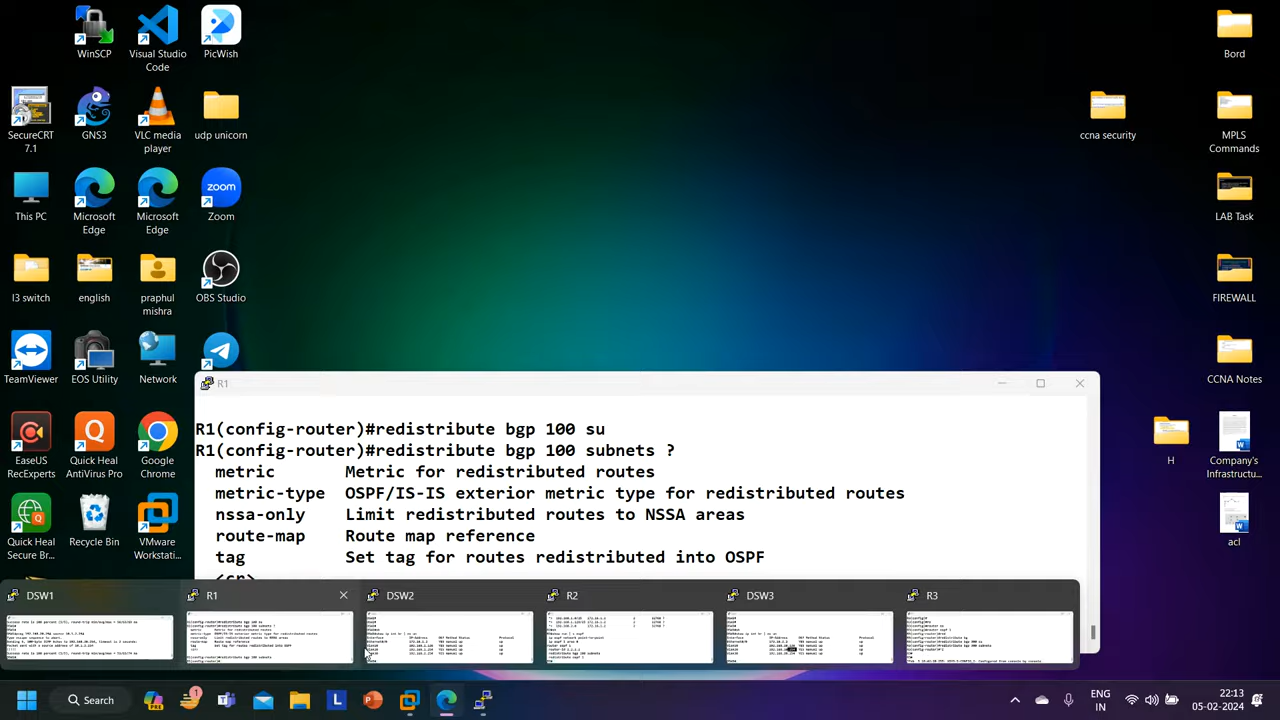 WinSCP
Visual Studio
Code
PicWish
Bord
SecureCRT
7.1
GNS3
VLC media
player
udp unicorn
ccna security
MPLS
Commands
This PC
Microsoft
Edge
Microsoft
Edge
zoom
Zoom
LAB Task
l3 switch
english
praphul
mishra
OBS Studio
FIREWALL
TeamViewer
EOS Utility
Network
CCNA Notes
R1
R1(config-router)#redistribute bgp 100 su
R1(config-router)#redistribute bgp 100 subnets ?
metric Metric for redistributed routes
metric-type OSPF/IS-IS exterior metric type for redistributed routes
nssa-only Limit redistributed routes to NSSA areas
route-map Route map reference
tag Set tag for routes redistributed into OSPF
<cr>
EaseUS
RecExperts
Quick Heal
AntiVirus Pro
Google
Chrome
H
Company's
Infrastructu...
Quick Heal
Secure Br...
Recycle Bin
VMware
Workstati...
acl
DSW1
R1
DSW2
R2
DSW3
R3
Search
PRE
1
L
ENG
IN
22:13
05-02-2024